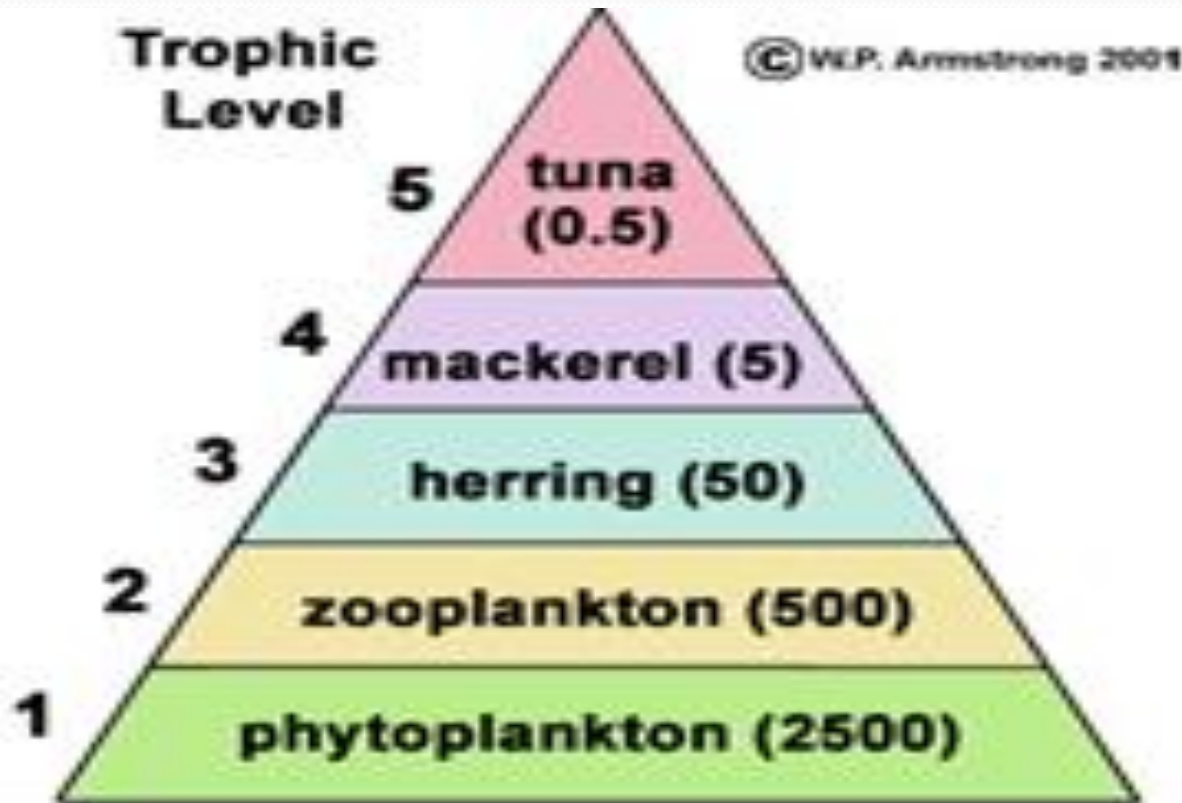 Trophic
Level
© W.P. Armstrong 2001
5
tuna
(0.5)
4
mackerel (5)
3
herring (50)
2
zooplankton (500)
1
phytoplankton (2500)